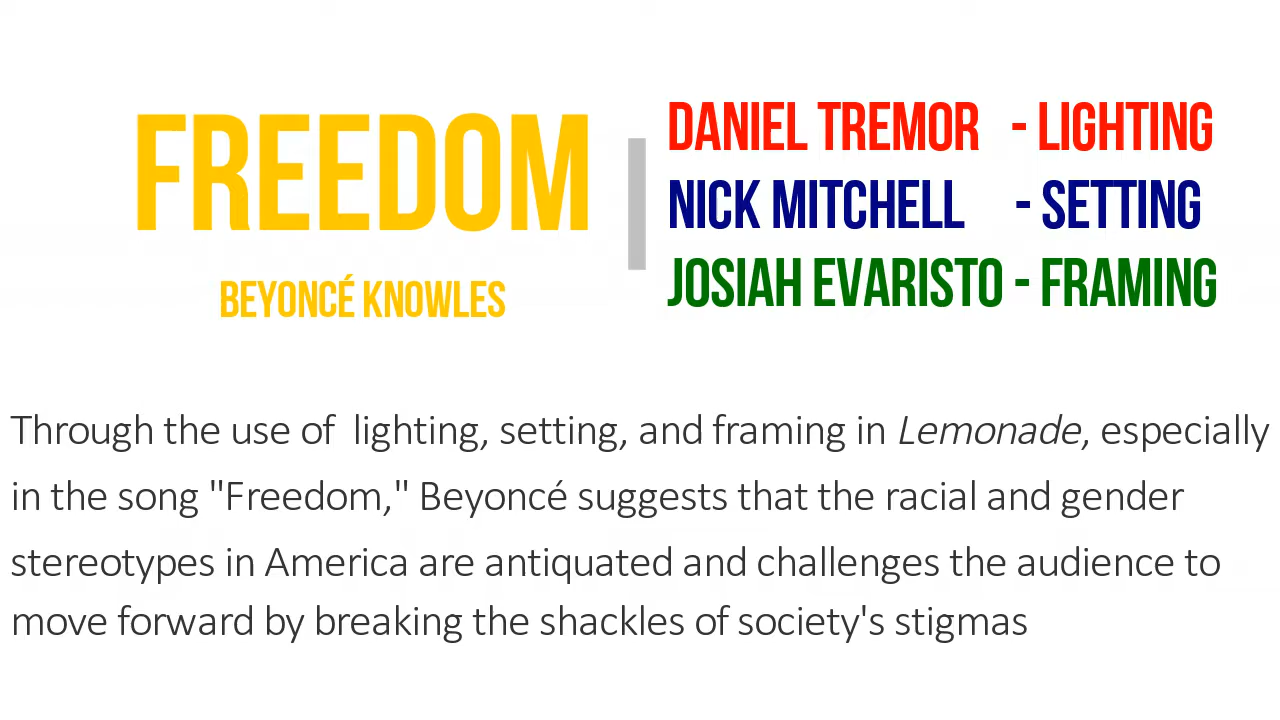 FREEDOM
BEYONCÉ KNOWLES
DANIEL TREMOR - LIGHTING
NICK MITCHELL - SETTING
JOSIAH EVARISTO - FRAMING
Through the use of lighting, setting, and framing in Lemonade, especially
in the song "Freedom," Beyoncé suggests that the racial and gender
stereotypes in America are antiquated and challenges the audience to
move forward by breaking the shackles of society's stigmas